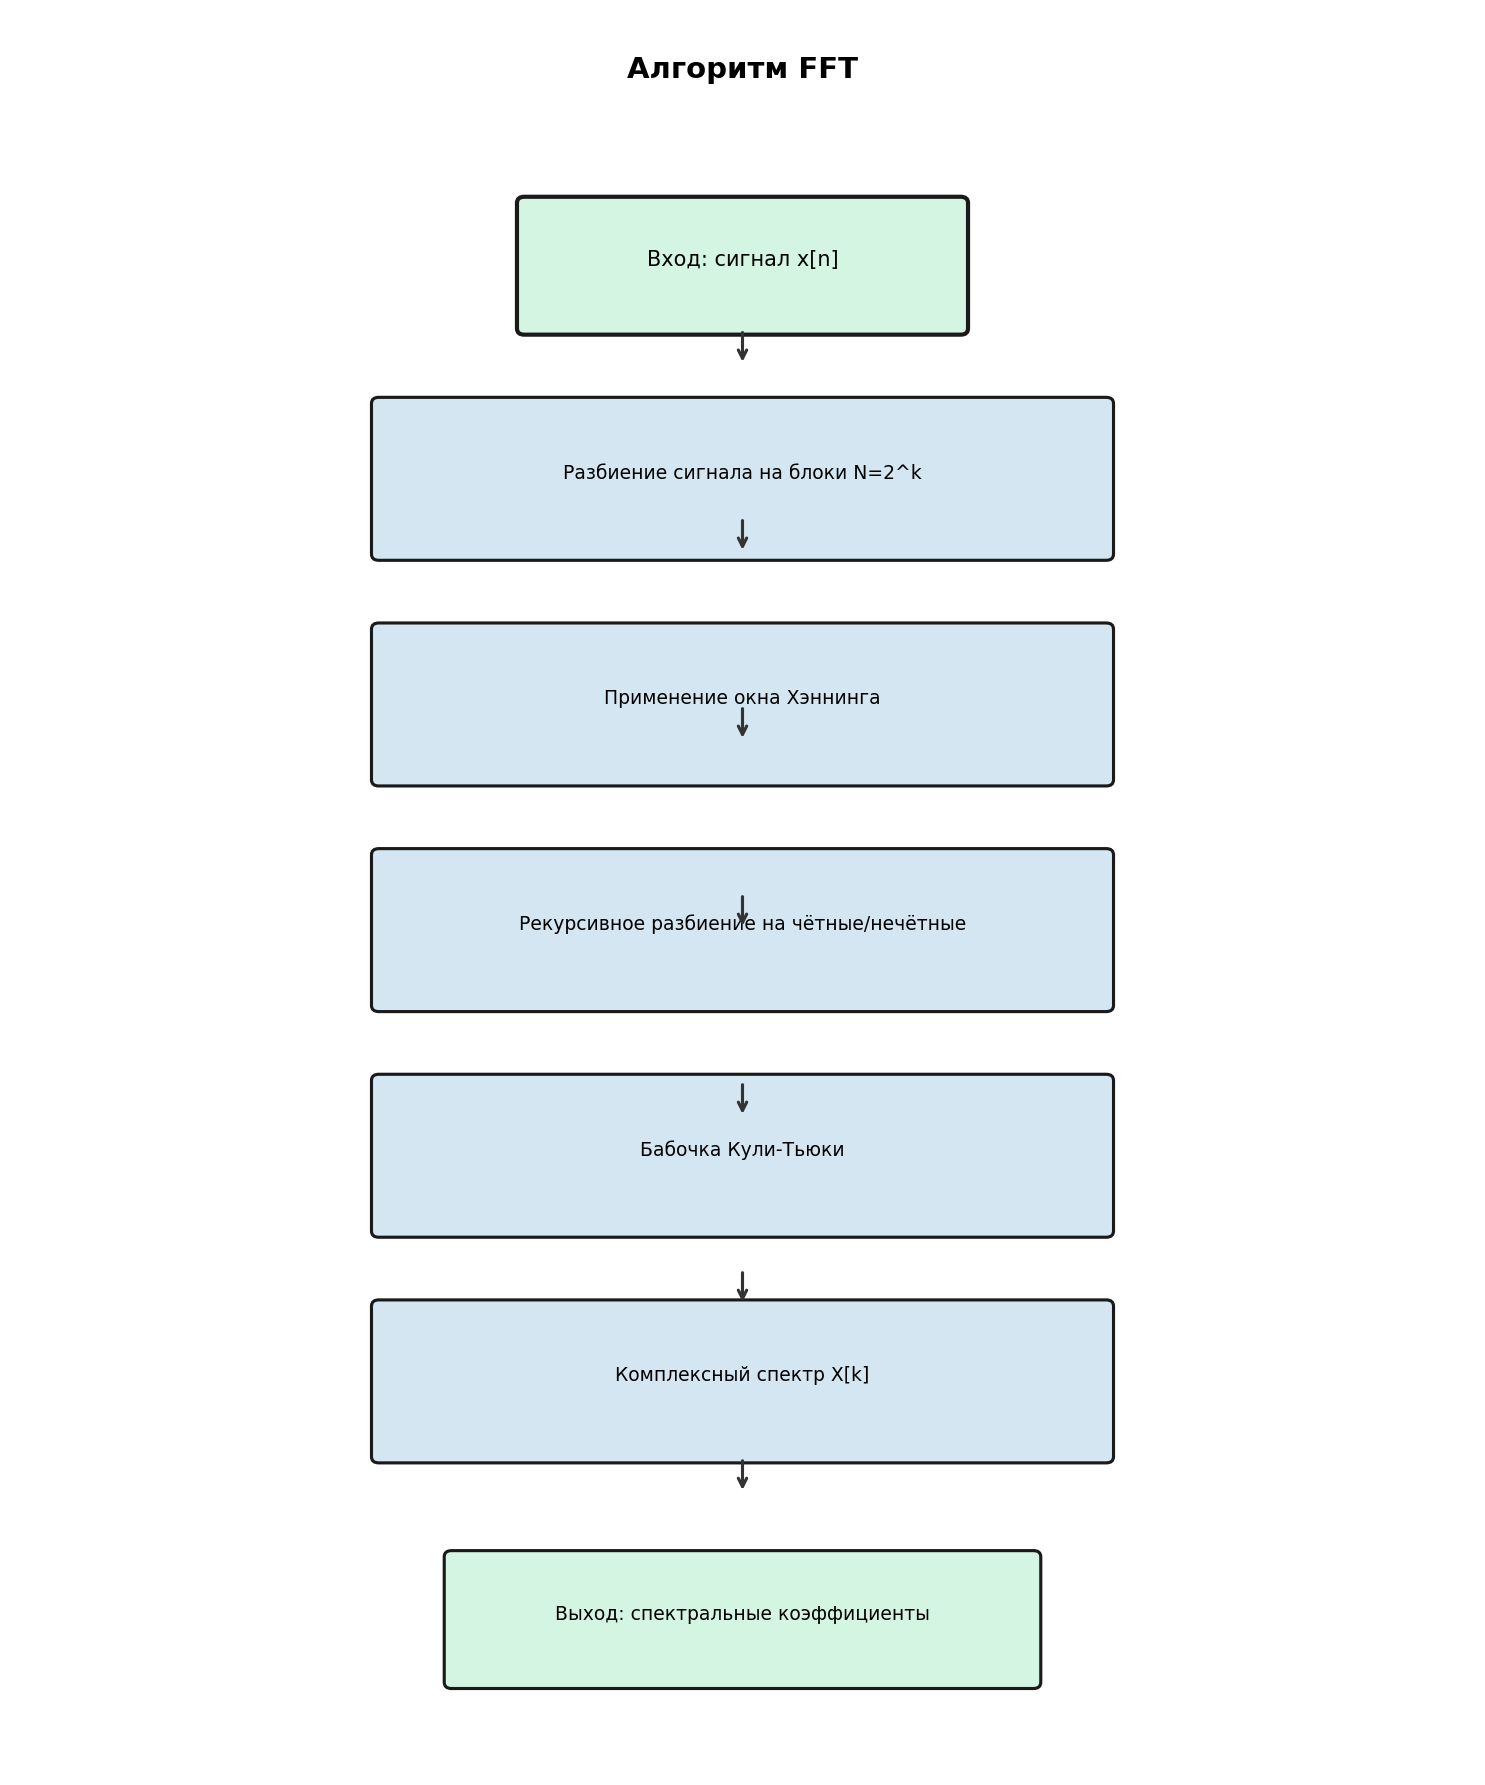 Алгоритм FFT
Вход: сигнал x[n]
Разбиение сигнала на блоки N=2^k
Применение окна Хэннинга
Рекурсивное разбиение на чётные/нечётные
Бабочка Кули-Тьюки
Комплексный спектр X[k]
Выход: спектральные коэффициенты